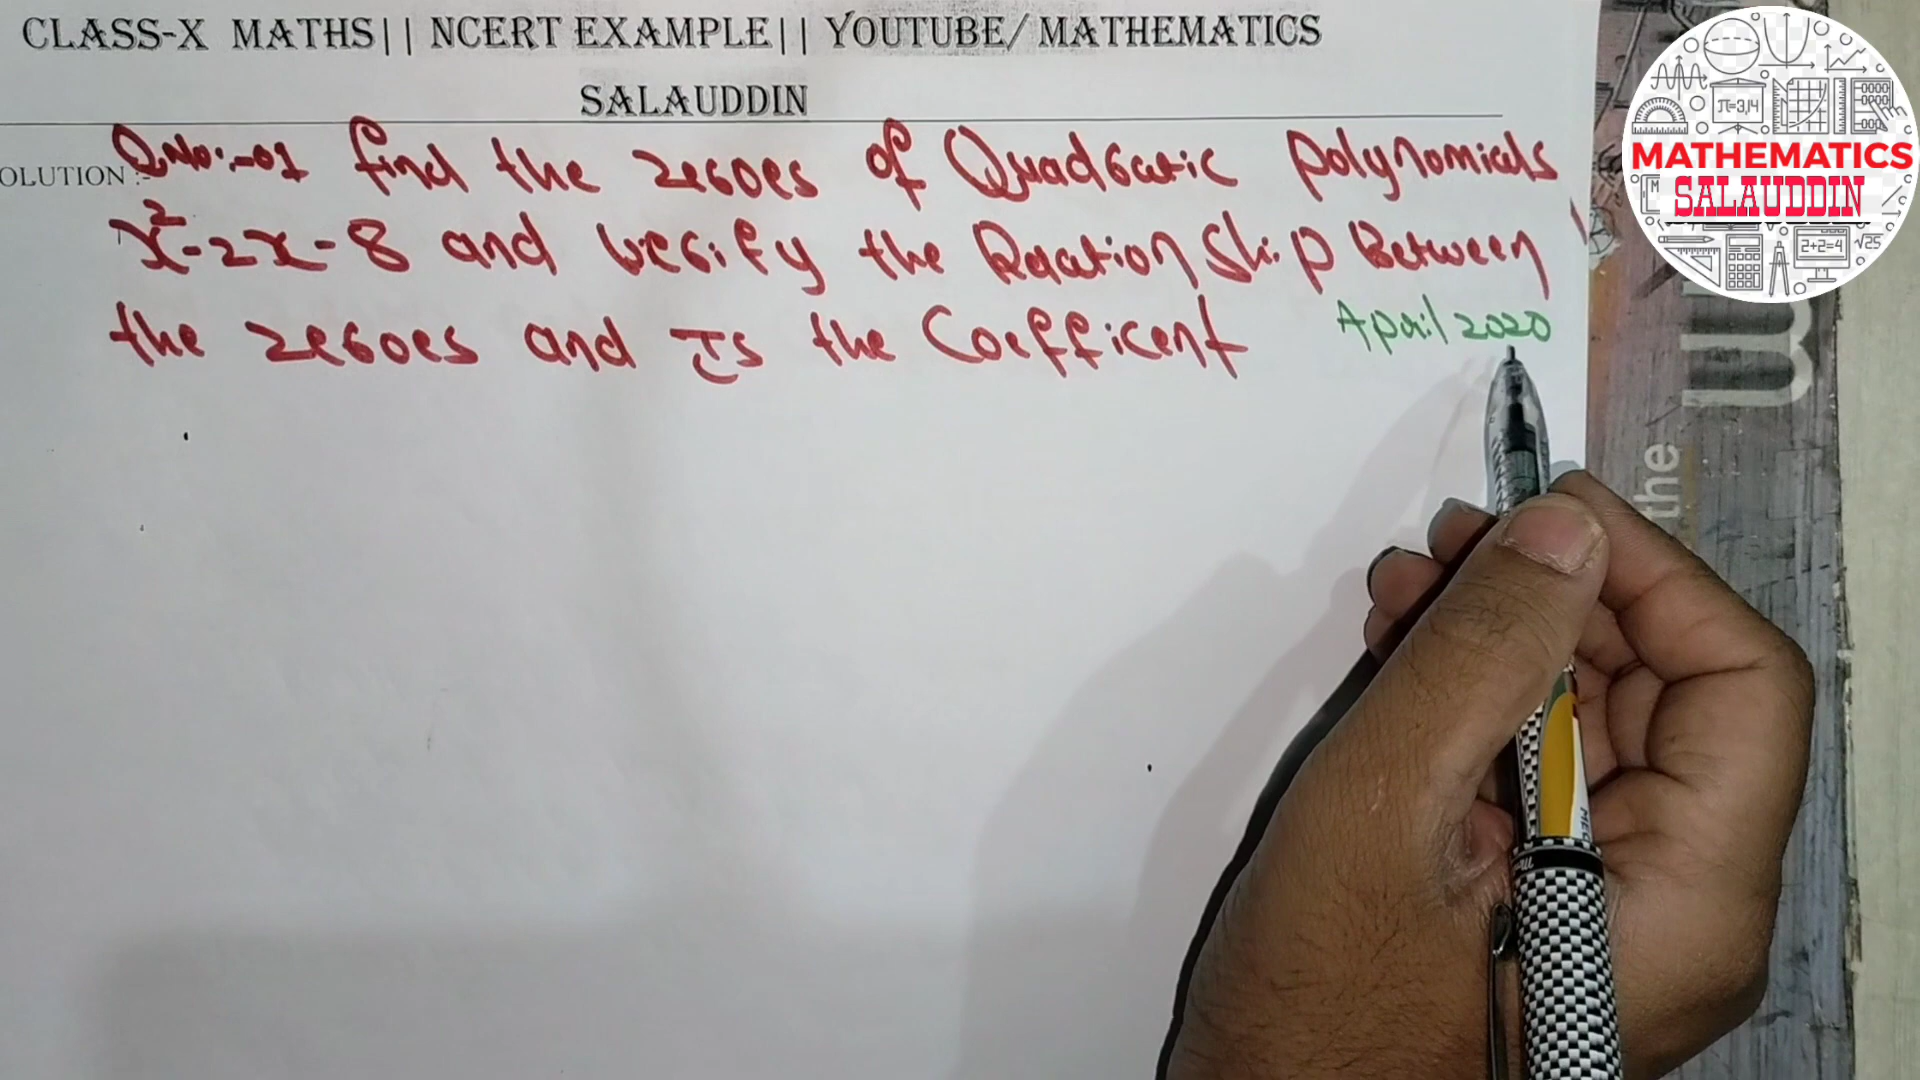 CLASS-X MATHS|| NCERT EXAMPLE|| YOUTUBE/ MATHEMATICS
SALAUDDIN
OLUTION :-
Q.No:-01 find the zeroes of Quadratic polynomials
x²-2x-8 and verify the Raction Ship Between
the zeroes and Its the Coefficent
April 2020
MATHEMATICS
SALAUDDIN
π=3,14
2+2=4
√25
the